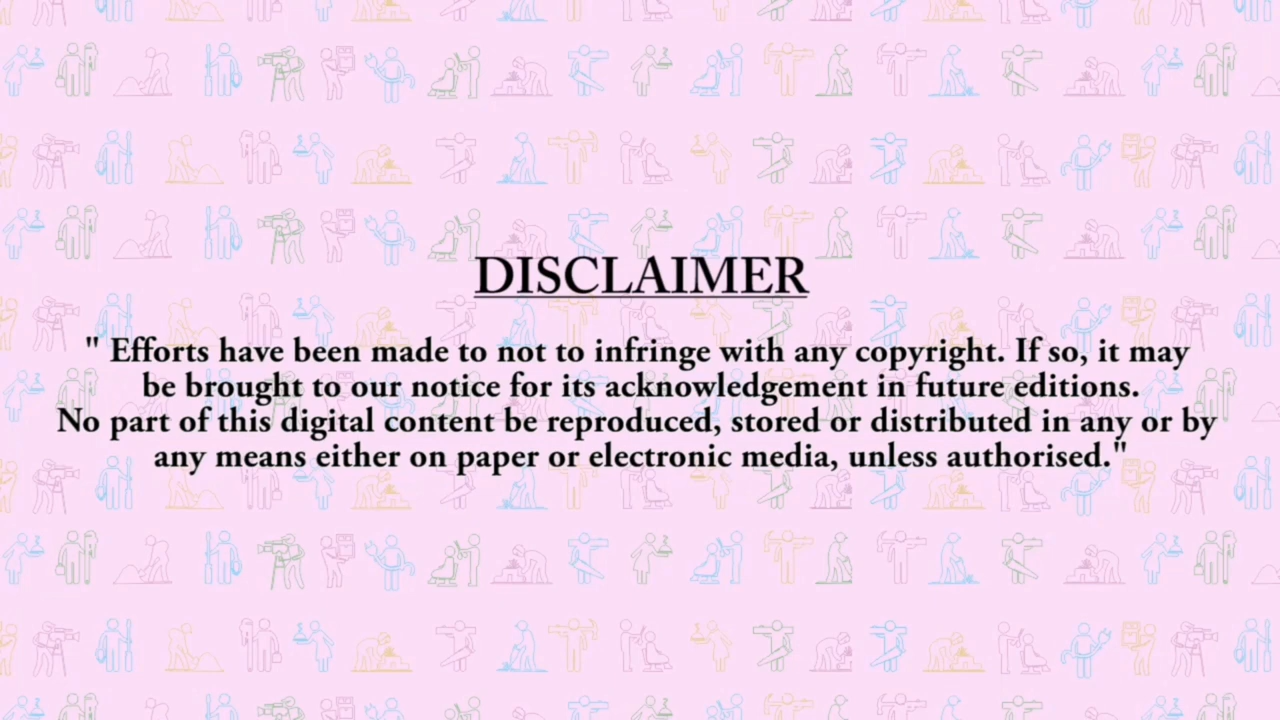 DISCLAIMER
" Efforts have been made to not to infringe with any copyright. If so, it may
be brought to our notice for its acknowledgement in future editions.
No part of this digital content be reproduced, stored or distributed in any or by
any means either on paper or electronic media, unless authorised."